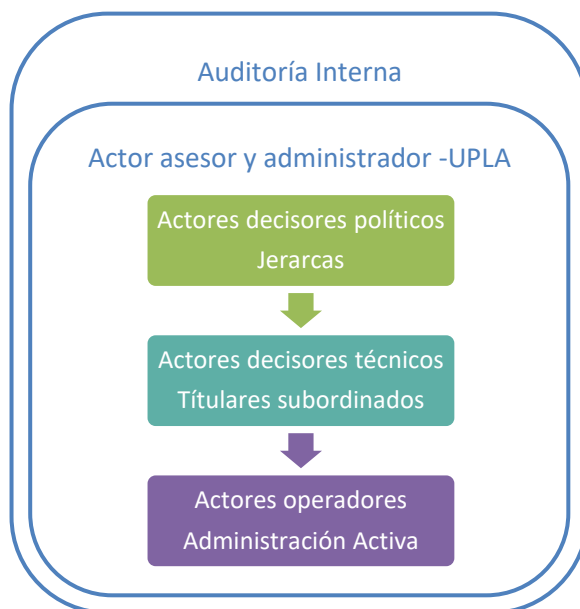 Auditoría Interna
Actor asesor y administrador -UPLA
Actores decisores políticos
Jerarcas
Actores decisores técnicos
Títulares subordinados
Actores operadores
Administración Activa